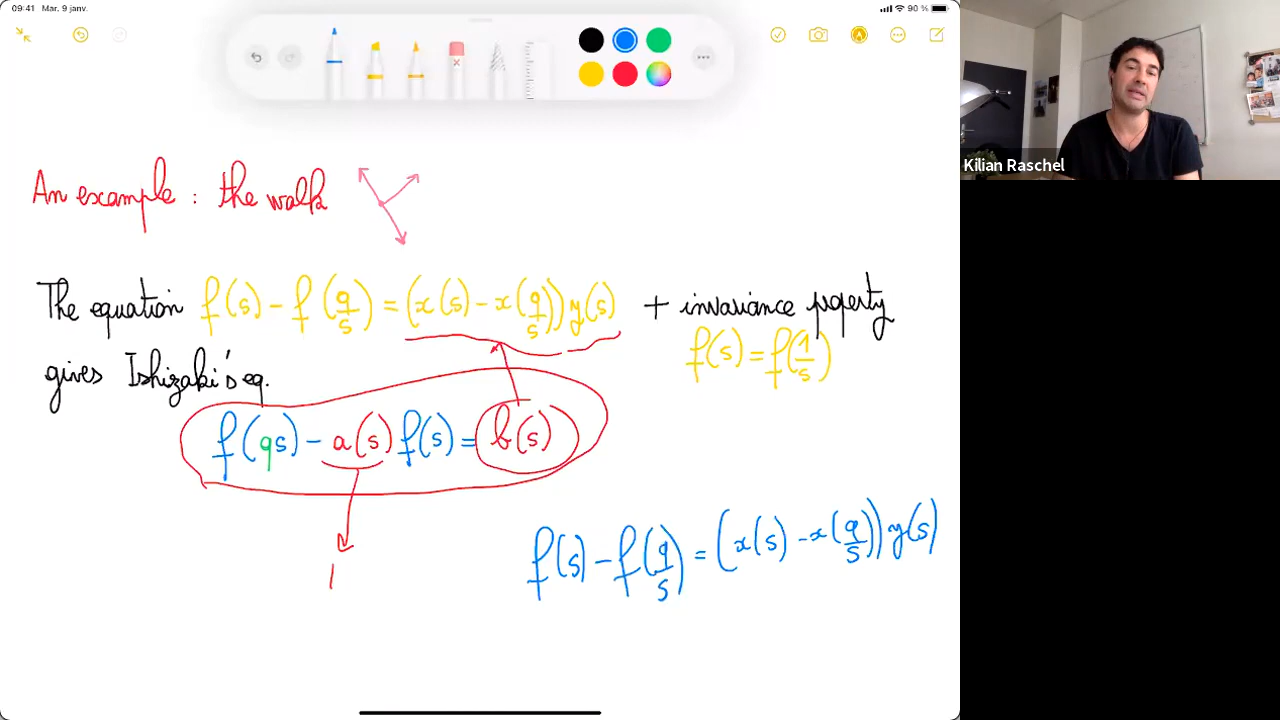 09:41 Mar. 9 janv.
90 %
An example : the walk
The equation f(s) - f(q/s) = (x(s) - x(q/s)) y(s) + invariance property
f(s) = f(1/s)
gives Ishizaki's eq.
f(qs) - a(s) f(s) = b(s)
1
f(s) - f(q/s) = (x(s) - x(q/s)) y(s)
Kilian Raschel